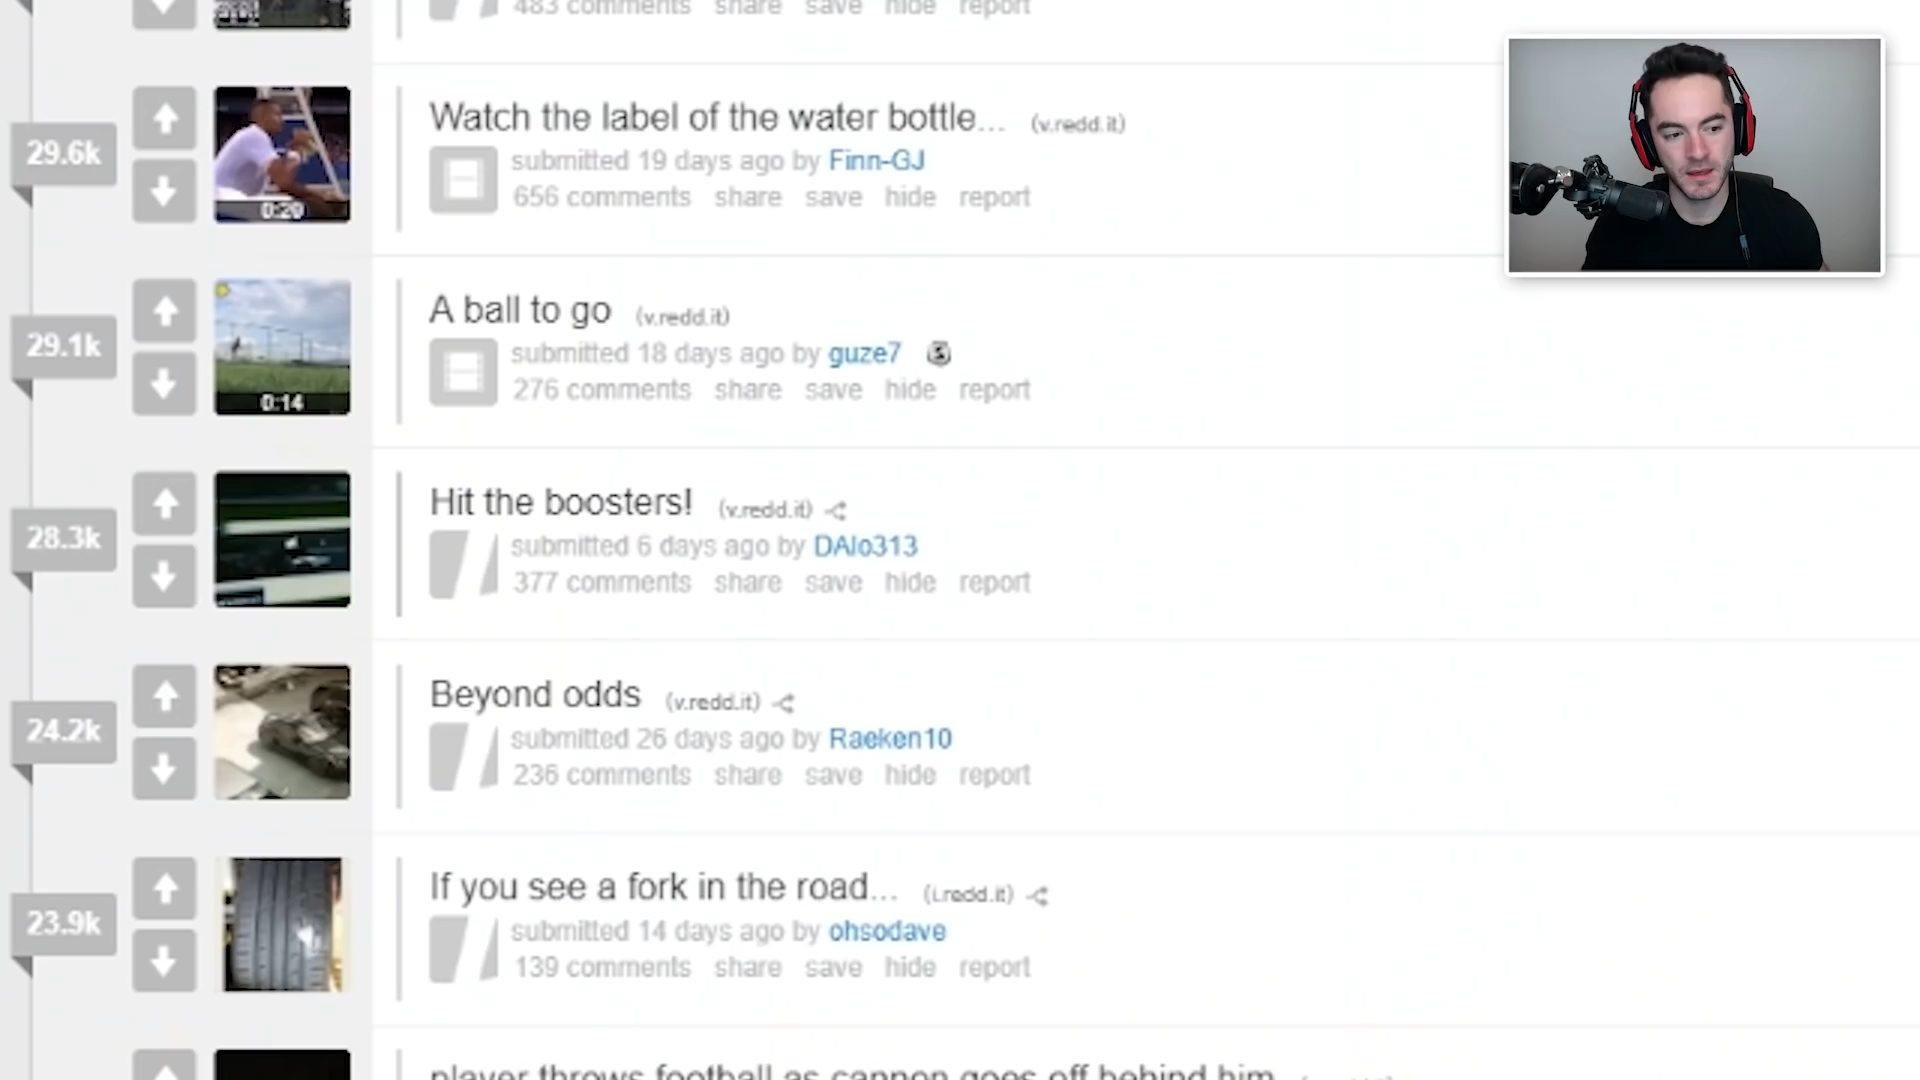 483 comments share save hide report
29.6k
0:20
Watch the label of the water bottle... (v.redd.it)
submitted 19 days ago by Finn-GJ
656 comments share save hide report
29.1k
0:14
A ball to go (v.redd.it)
submitted 18 days ago by guze7
276 comments share save hide report
28.3k
Hit the boosters! (v.redd.it)
submitted 6 days ago by DAlo313
377 comments share save hide report
24.2k
Beyond odds (v.redd.it)
submitted 26 days ago by Raeken10
236 comments share save hide report
23.9k
If you see a fork in the road... (i.redd.it)
submitted 14 days ago by ohsodave
139 comments share save hide report
player throws football as cannon goes off behind him